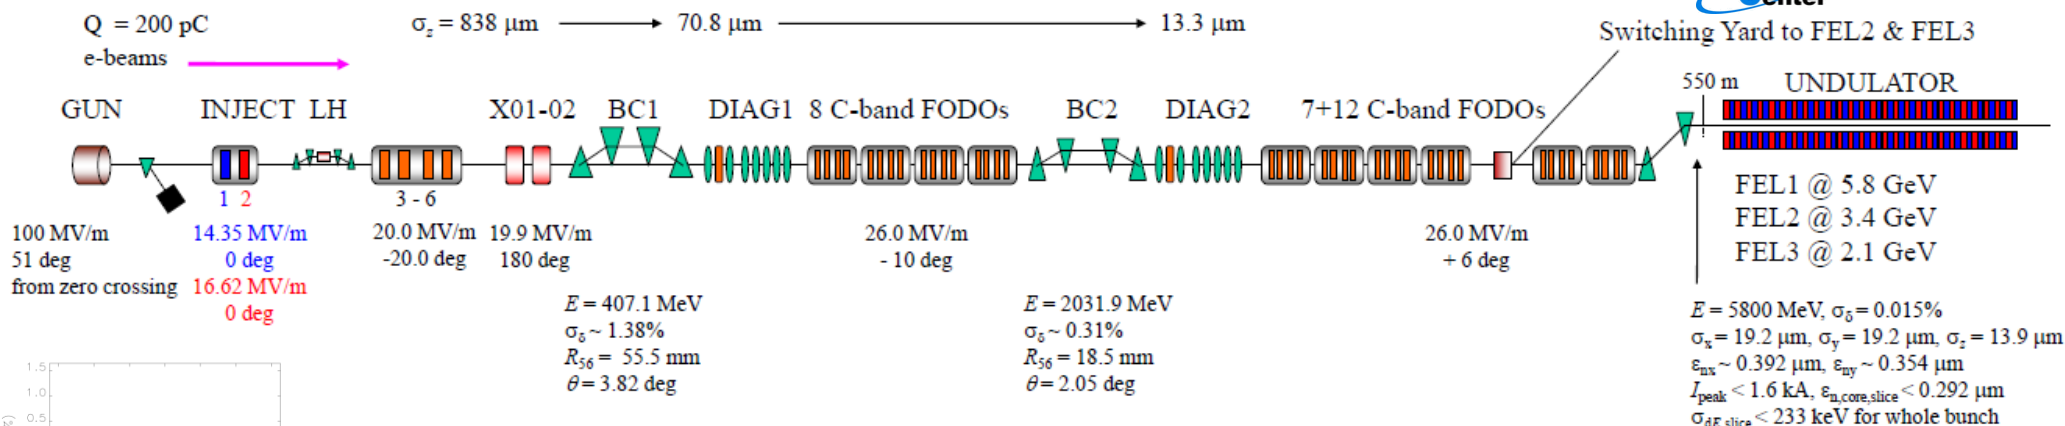 enter
Q = 200 pC
σz = 838 μm
70.8 μm
13.3 μm
e-beams
Switching Yard to FEL2 & FEL3
550 m
UNDULATOR
GUN
INJECT
LH
X01-02
BC1
DIAG1
8 C-band FODOs
BC2
DIAG2
7+12 C-band FODOs
1 2
3 - 6
100 MV/m
51 deg
from zero crossing
14.35 MV/m
0 deg
16.62 MV/m
0 deg
20.0 MV/m
-20.0 deg
19.9 MV/m
180 deg
26.0 MV/m
- 10 deg
26.0 MV/m
+ 6 deg
FEL1 @ 5.8 GeV
FEL2 @ 3.4 GeV
FEL3 @ 2.1 GeV
E = 407.1 MeV
σδ ~ 1.38%
R56 = 55.5 mm
θ = 3.82 deg
E = 2031.9 MeV
σδ ~ 0.31%
R56 = 18.5 mm
θ = 2.05 deg
E = 5800 MeV, σδ = 0.015%
σx = 19.2 μm, σy = 19.2 μm, σz = 13.9 μm
εnx ~ 0.392 μm, εny ~ 0.354 μm
Ipeak < 1.6 kA, εn,core,slice < 0.292 μm
σdE,slice < 233 keV for whole bunch
1.5
1.0
0.5